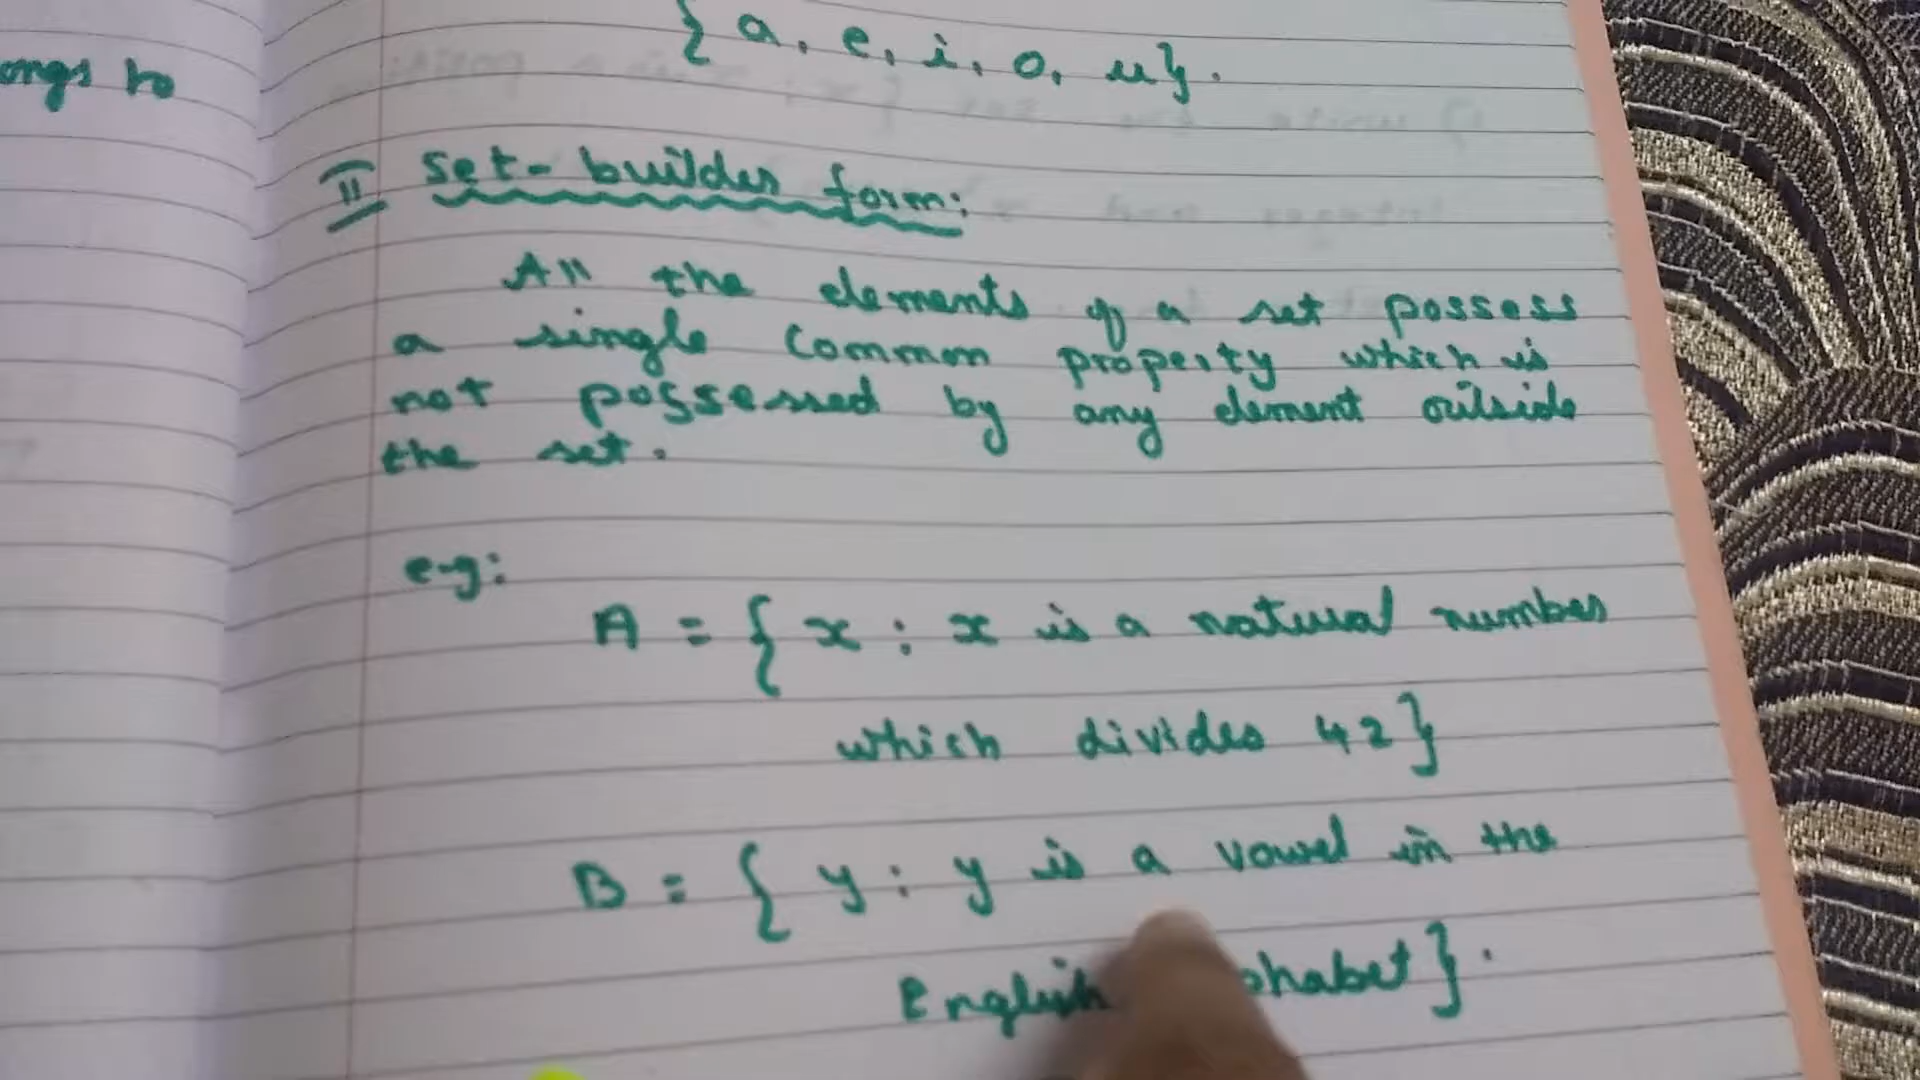 ongs to
{a, e, i, o, u}.
II Set-builder form:
All the elements of a set possess
a single common property which is
not possessed by any element outside
the set.
e.g:
A = { x : x is a natural number
which divides 42}
B = { y : y is a vowel in the
English phabet}.